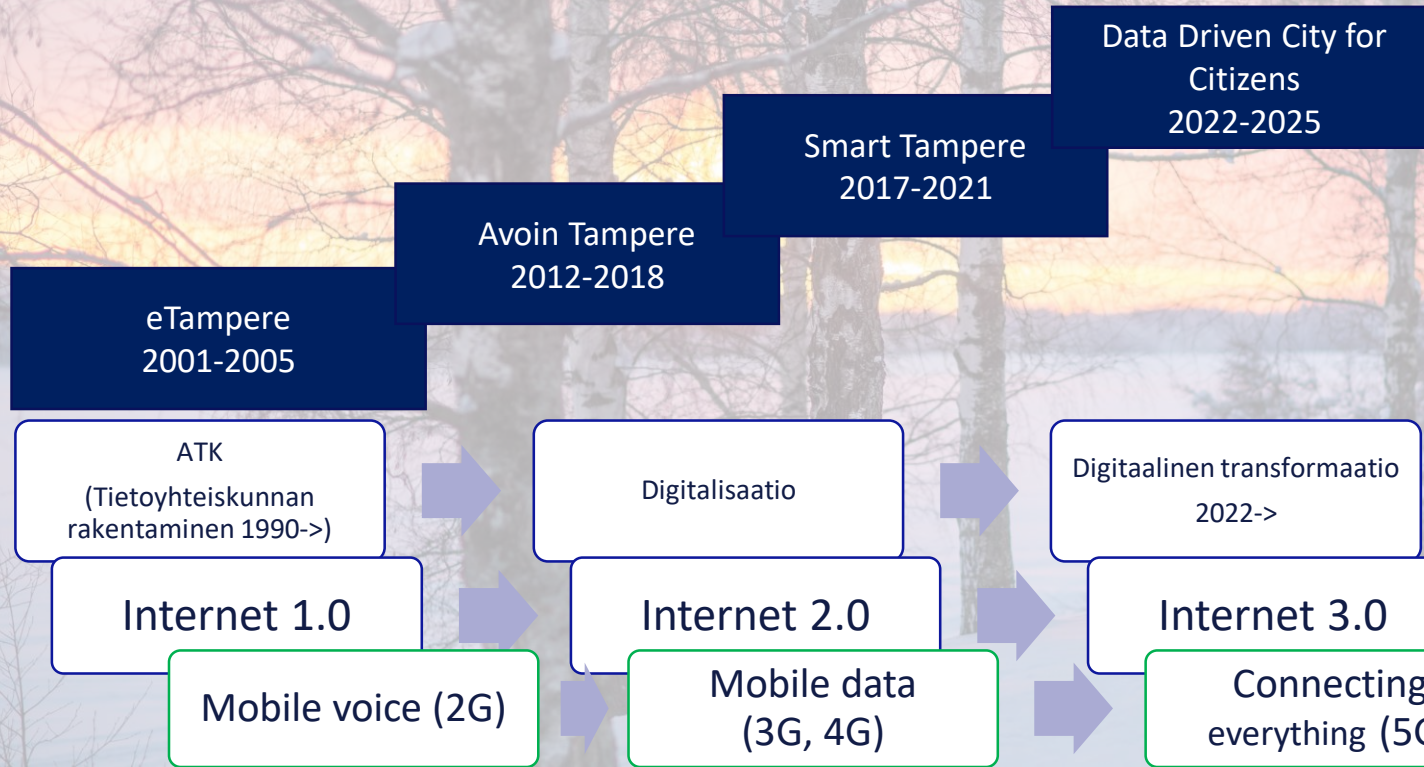 Data Driven City for
Citizens
2022-2025
Smart Tampere
2017-2021
Avoin Tampere
2012-2018
eTampere
2001-2005
ATK
(Tietoyhteiskunnan
rakentaminen 1990->)
Digitalisaatio
Digitaalinen transformaatio
2022->
Internet 1.0
Internet 2.0
Internet 3.0
Mobile voice (2G)
Mobile data
(3G, 4G)
Connecting
everything